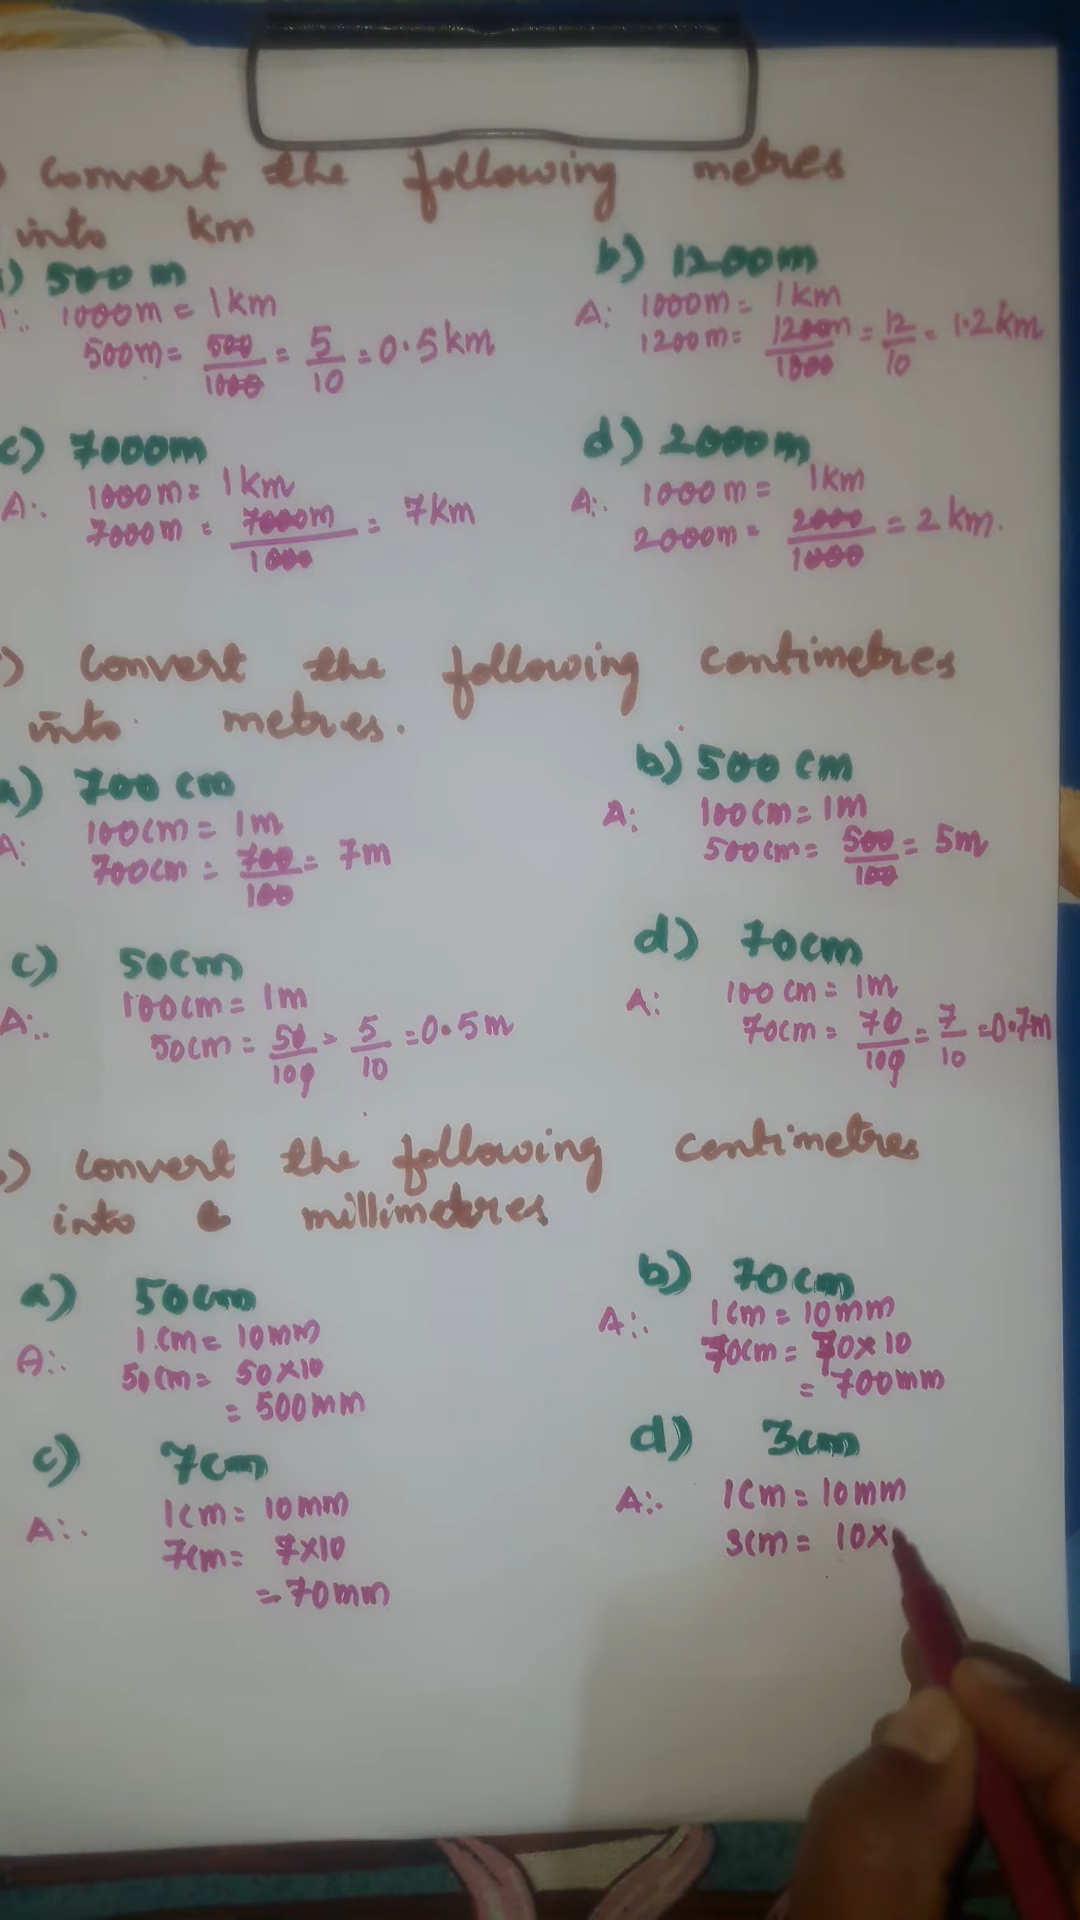 ) convert the following metres
into km
) 500 m
1000m = 1km
500m = 500/1000 = 5/10 = 0.5km
b) 1200m
A: 1000m = 1km
1200m = 1200m/1000 = 12/10 = 1.2km
c) 7000m
A:. 1000m = 1km
7000m = 7000m/1000 = 7km
d) 2000m
A:. 1000m = 1km
2000m = 2000/1000 = 2 km.
) convert the following centimetres
into metres.
a) 700 cm
A: 100cm = 1m
700cm = 700/100 = 7m
b) 500 cm
A: 100cm = 1m
500cm = 500/100 = 5m
c) 50cm
A:. 100cm = 1m
50cm = 50/100 = 5/10 = 0.5m
d) 70cm
A: 100cm = 1m
70cm = 70/100 = 7/10 = 0.7m
) convert the following centimetres
into millimetres
a) 50cm
A:. 1cm = 10mm
50cm = 50×10
= 500mm
b) 70cm
A:. 1cm = 10mm
70cm = 70×10
= 700mm
c) 7cm
A:. 1cm = 10mm
7cm = 7×10
= 70mm
d) 3cm
A:. 1cm = 10mm
3cm = 10×